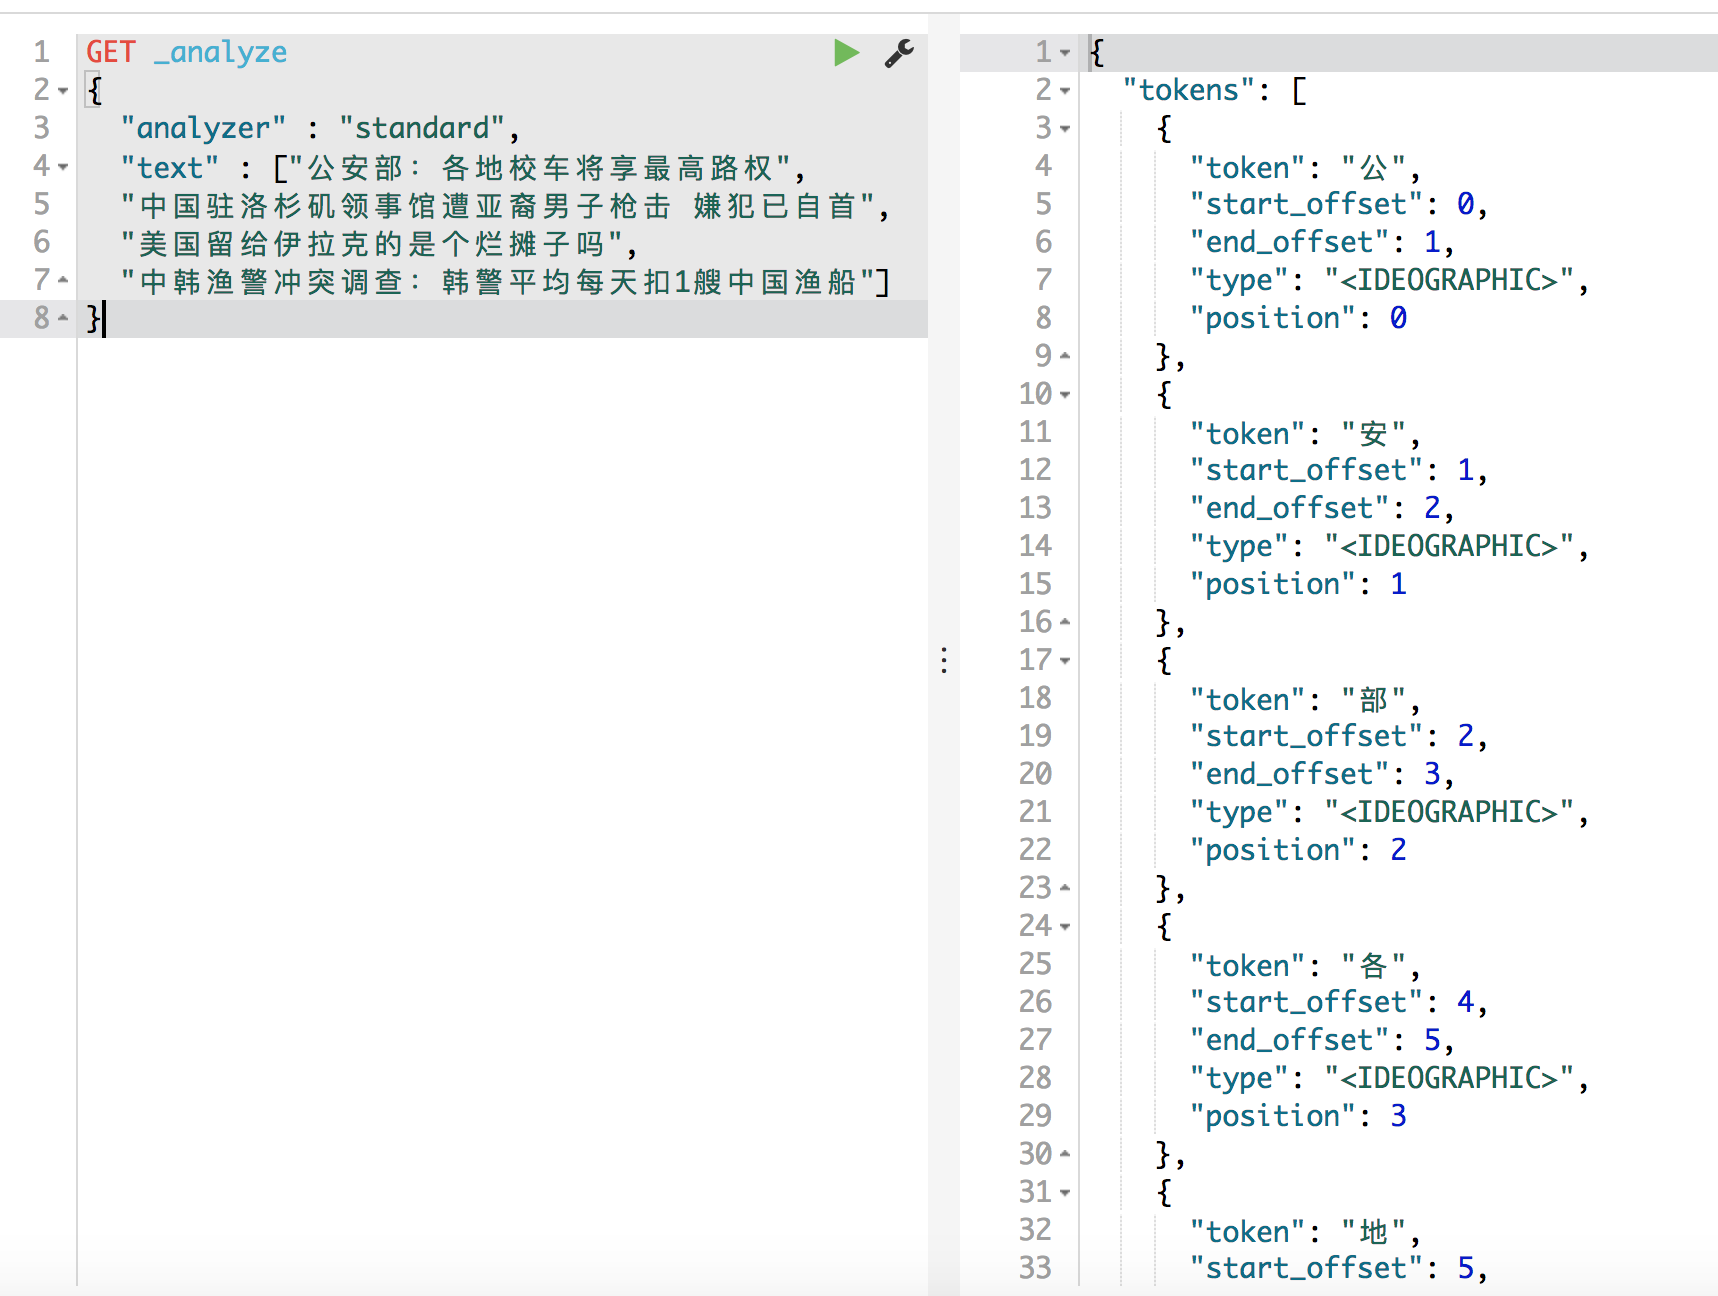 GET _analyze
{
"analyzer" : "standard",
"text" : ["公安部：各地校车将享最高路权",
"中国驻洛杉矶领事馆遭亚裔男子枪击 嫌犯已自首",
"美国留给伊拉克的是个烂摊子吗",
"中韩渔警冲突调查：韩警平均每天扣1艘中国渔船"]
}
1
2
3
4
5
6
7
8
{
"tokens": [
{
"token": "公",
"start_offset": 0,
"end_offset": 1,
"type": "<IDEOGRAPHIC>",
"position": 0
},
{
"token": "安",
"start_offset": 1,
"end_offset": 2,
"type": "<IDEOGRAPHIC>",
"position": 1
},
{
"token": "部",
"start_offset": 2,
"end_offset": 3,
"type": "<IDEOGRAPHIC>",
"position": 2
},
{
"token": "各",
"start_offset": 4,
"end_offset": 5,
"type": "<IDEOGRAPHIC>",
"position": 3
},
{
"token": "地",
"start_offset": 5,
1
2
3
4
5
6
7
8
9
10
11
12
13
14
15
16
17
18
19
20
21
22
23
24
25
26
27
28
29
30
31
32
33